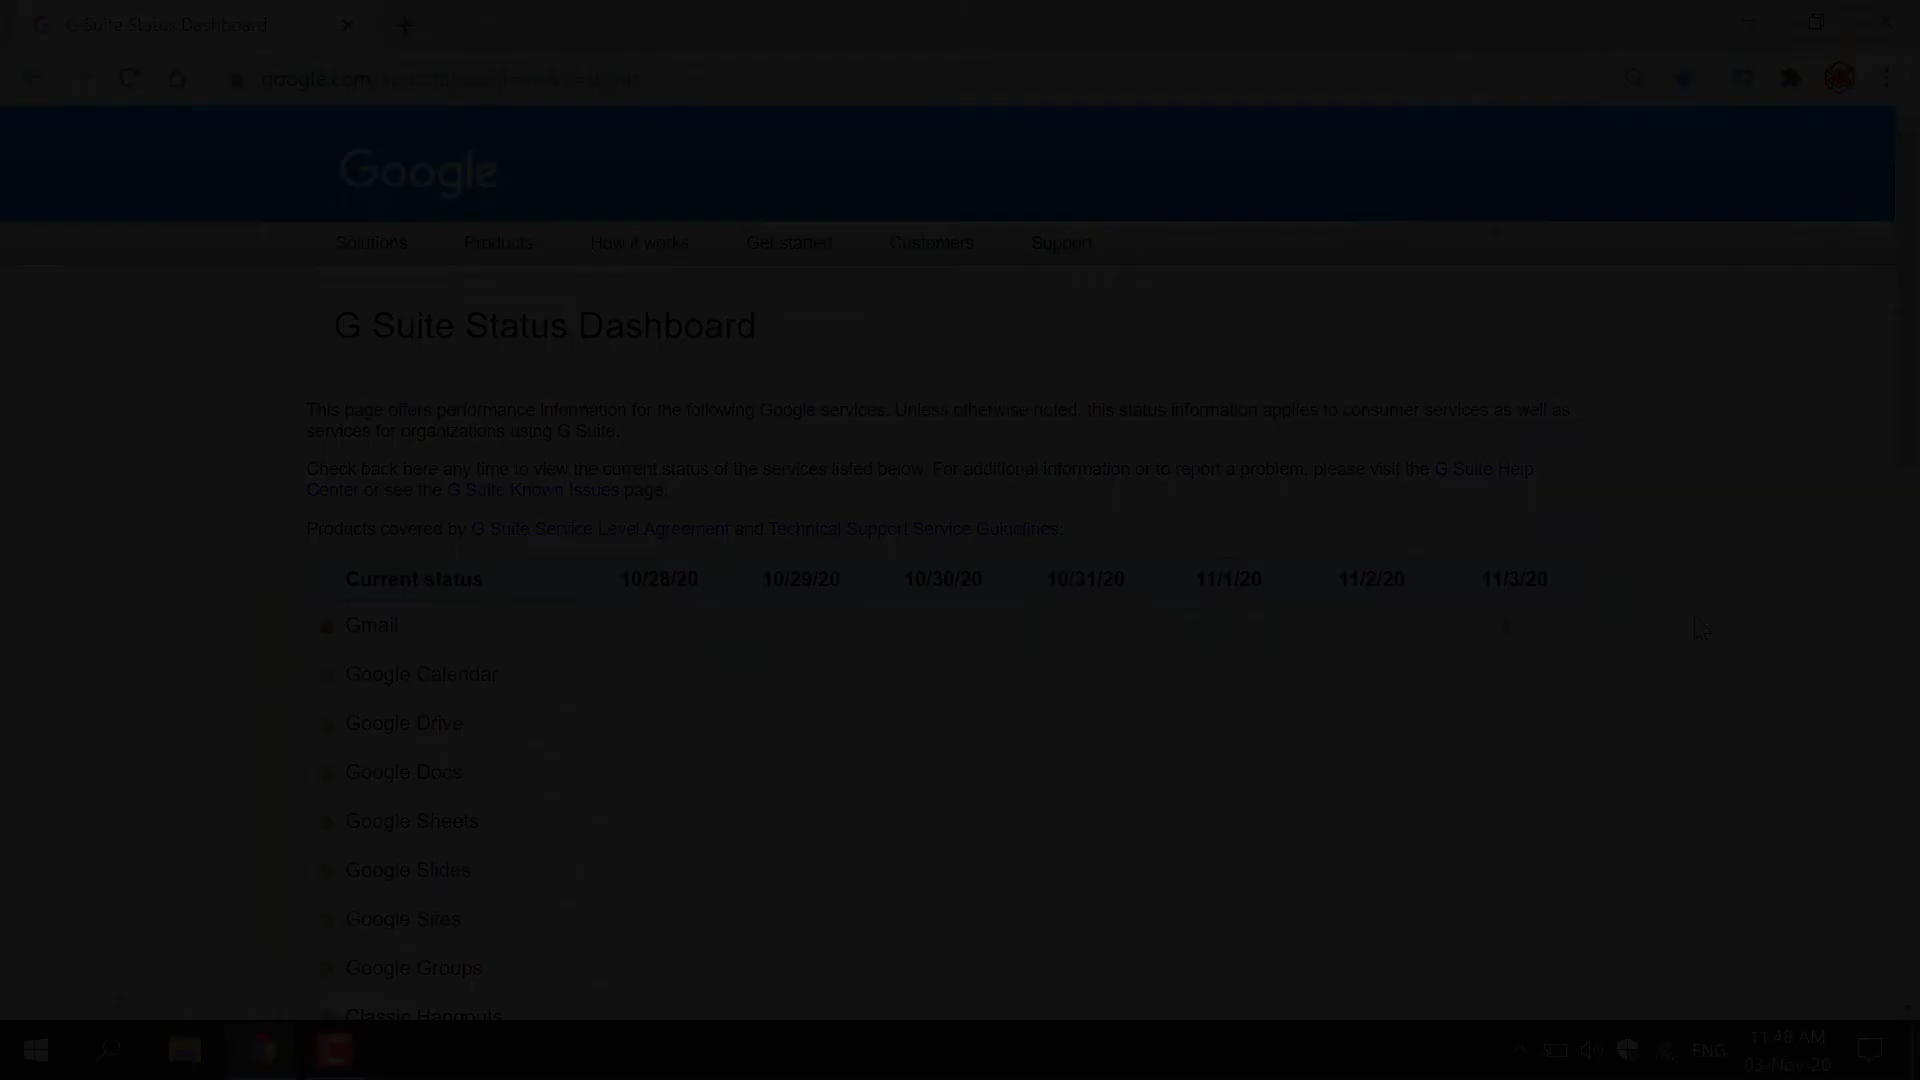 G Suite Status Dashboard
google.com
Google
Solutions Products How it works Get started Customers Support
G Suite Status Dashboard
This page offers performance information for the following Google services. Unless otherwise noted, this status information applies to consumer services as well as
services for organizations using G Suite.
Check back here any time to view the current status of the services listed below. For additional information or to report a problem, please visit the G Suite Help
Center or see the G Suite Known Issues page.
Products covered by G Suite Service Level Agreement and Technical Support Service Guidelines:
Current status 10/28/20 10/29/20 10/30/20 10/31/20 11/1/20 11/2/20 11/3/20
Gmail
Google Calendar
Google Drive
Google Docs
Google Sheets
Google Slides
Google Sites
Google Groups
Classic Hangouts
ENG
11:48 AM
03-Nov-20